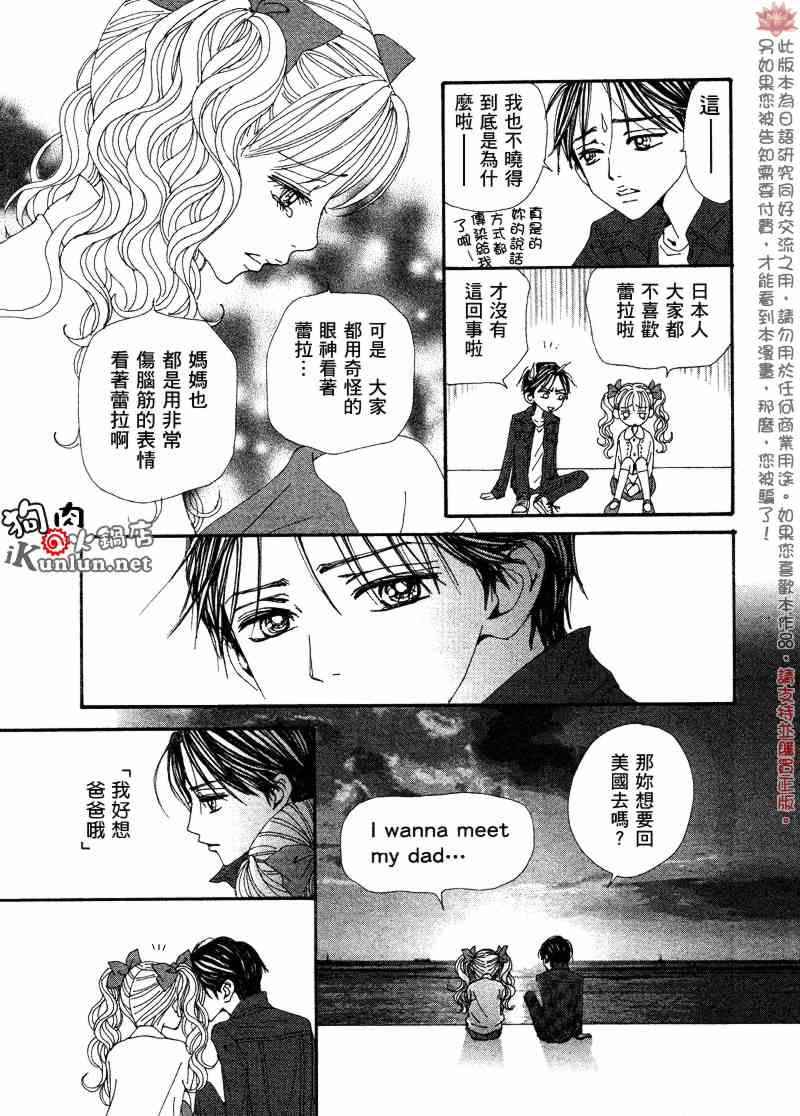 這——
我也不曉得
到底是為什
麼啦——
真是的
妳的說話
方式都
傳染給我
了喔—
日本人
大家都
不喜歡
蕾拉啦
才沒有
這回事啦
可是 大家
都用奇怪的
眼神看著
蕾拉…
媽媽也
都是用非常
傷腦筋的表情
看著蕾拉啊
那妳想要回
美國去嗎?
I wanna meet
my dad…
「我好想
爸爸哦」
狗肉
火鍋店
iKunlun.net
此版本為日語研究同好交流之用,請勿用於任何商業用途。如果您喜歡本作品,請支持並購買正版。
另如果您被告知需要付費,才能看到本漫畫,那麼,您被騙了!